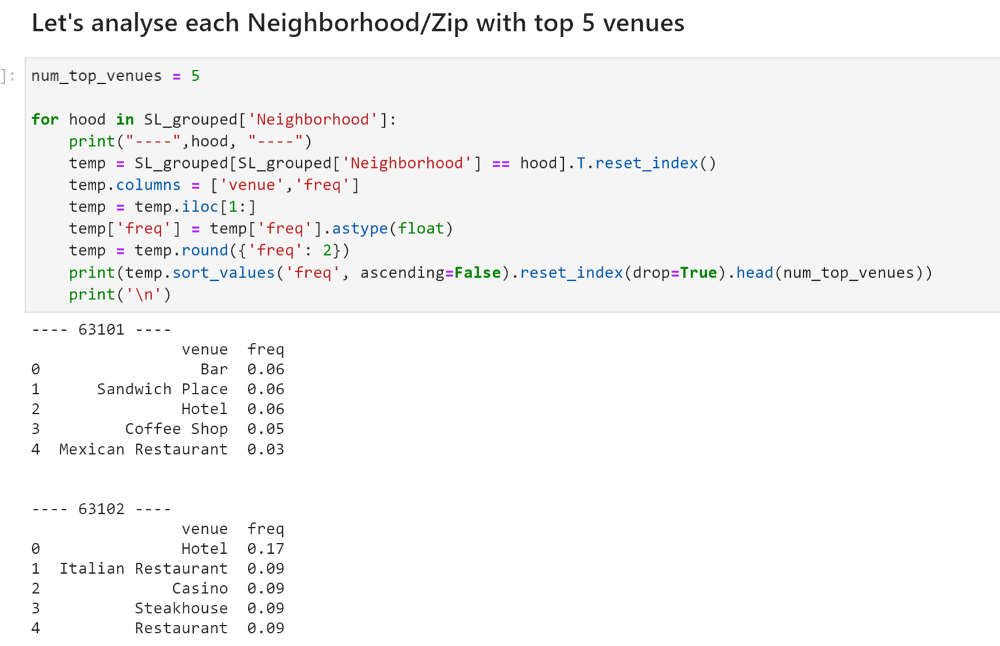 Let's analyse each Neighborhood/Zip with top 5 venues
]: num_top_venues = 5
for hood in SL_grouped['Neighborhood']:
    print("----",hood, "----")
    temp = SL_grouped[SL_grouped['Neighborhood'] == hood].T.reset_index()
    temp.columns = ['venue','freq']
    temp = temp.iloc[1:]
    temp['freq'] = temp['freq'].astype(float)
    temp = temp.round({'freq': 2})
    print(temp.sort_values('freq', ascending=False).reset_index(drop=True).head(num_top_venues))
    print('\n')
---- 63101 ----
                venue  freq
0                 Bar  0.06
1      Sandwich Place  0.06
2               Hotel  0.06
3         Coffee Shop  0.05
4  Mexican Restaurant  0.03
---- 63102 ----
                venue  freq
0               Hotel  0.17
1  Italian Restaurant  0.09
2              Casino  0.09
3          Steakhouse  0.09
4          Restaurant  0.09